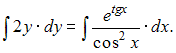 ∫2y · dy = ∫ e^{tgx} / cos² x · dx.